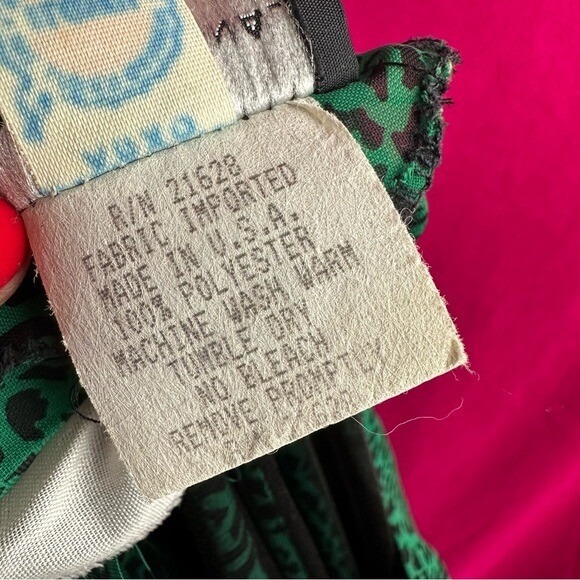 R/N 21628
FABRIC IMPORTED
MADE IN U.S.A.
100% POLYESTER
MACHINE WASH WARM
TUMBLE DRY
NO BLEACH
REMOVE PROMPTLY